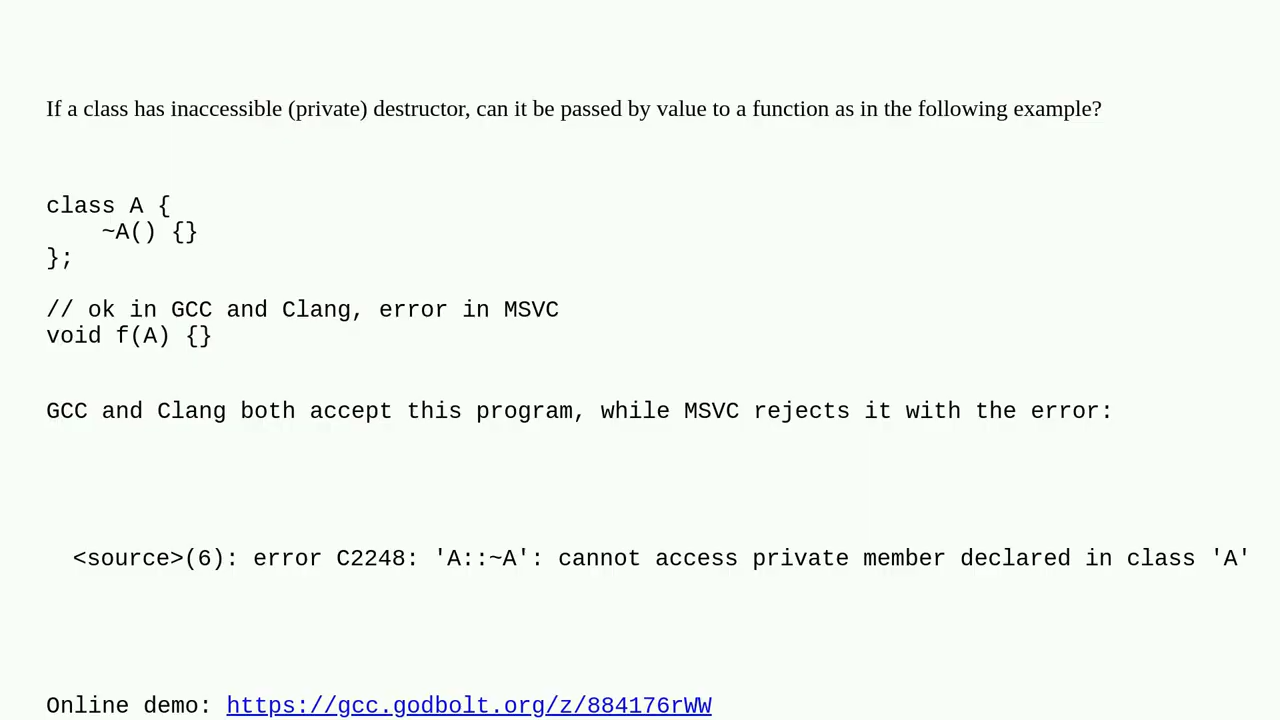 If a class has inaccessible (private) destructor, can it be passed by value to a function as in the following example?
class A {
    ~A() {}
};
// ok in GCC and Clang, error in MSVC
void f(A) {}
GCC and Clang both accept this program, while MSVC rejects it with the error:
<source>(6): error C2248: 'A::~A': cannot access private member declared in class 'A'
Online demo: https://gcc.godbolt.org/z/884176rWW